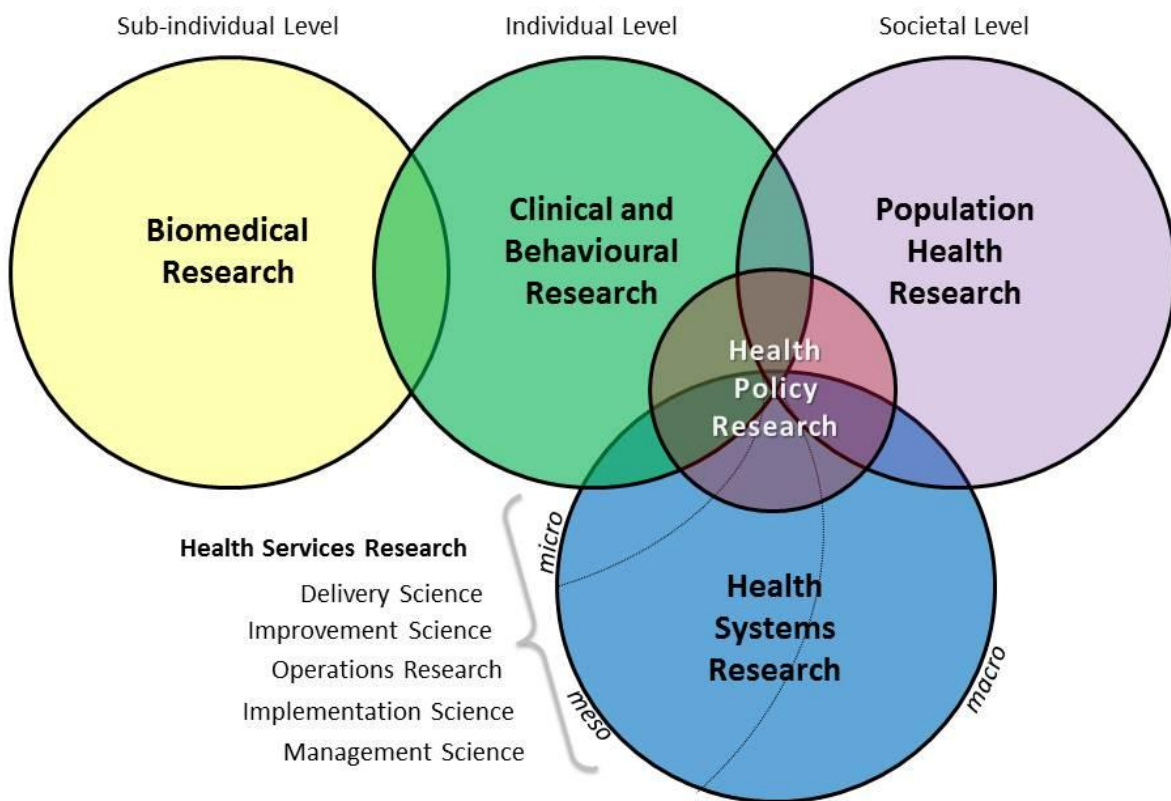 Sub-individual Level
Individual Level
Societal Level
Biomedical
Research
Clinical and
Behavioural
Research
Population
Health
Research
Health
Policy
Research
Health Services Research
Delivery Science
Improvement Science
Operations Research
Implementation Science
Management Science
micro
meso
macro
Health
Systems
Research